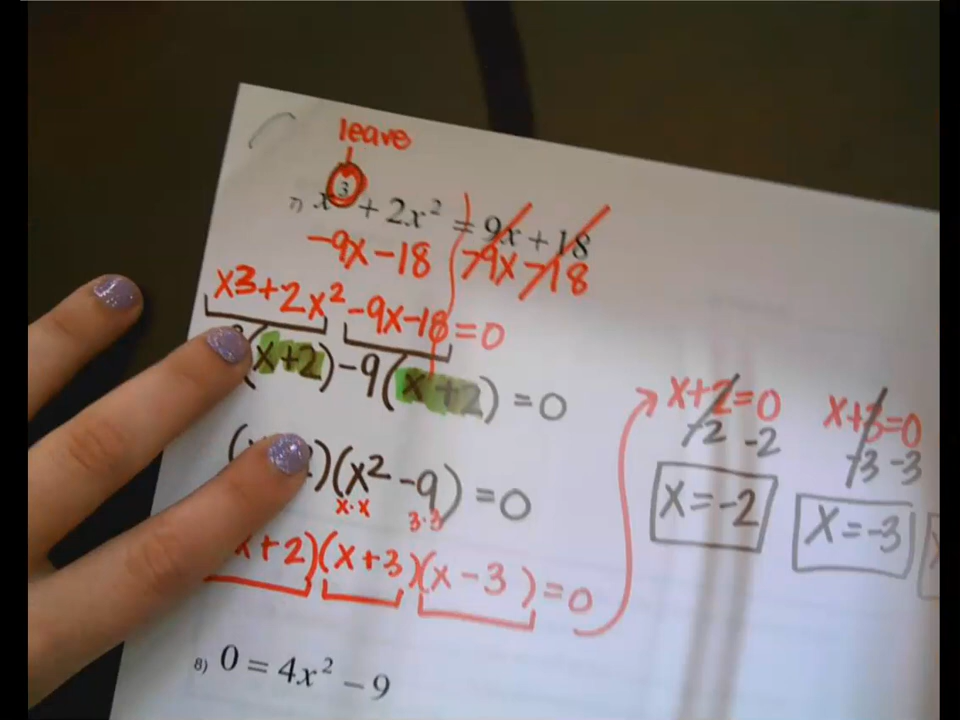 leave
7) x³ + 2x² = 9x + 18
-9x - 18 -9x - 18
x³ + 2x² - 9x - 18 = 0
(x+2) - 9(x+2) = 0
)(x² - 9) = 0
x·x 3·3
x+2)(x+3)(x-3) = 0
x+2=0
-2 -2
x=-2
x+3=0
-3 -3
x=-3
8) 0 = 4x² - 9